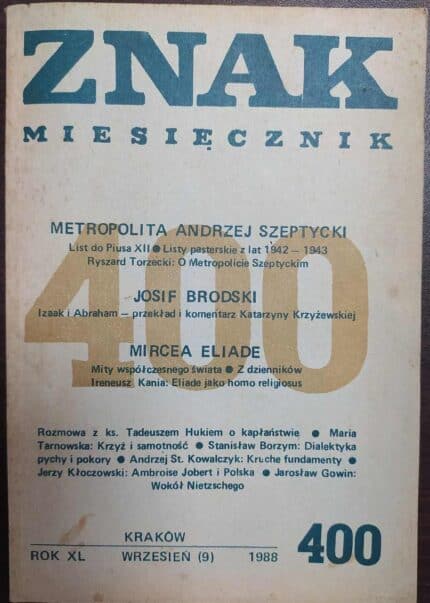 ZNAK
MIESIĘCZNIK
400
METROPOLITA ANDRZEJ SZEPTYCKI
List do Piusa XII ● Listy pasterskie z lat 1942 — 1943
Ryszard Torzecki: O Metropolicie Szeptyckim
JOSIF BRODSKI
Izaak i Abraham — przekład i komentarz Katarzyny Krzyżewskiej
MIRCEA ELIADE
Mity współczesnego świata ● Z dzienników
Ireneusz Kania: Eliade jako homo religiosus
Rozmowa z ks. Tadeuszem Hukiem o kapłaństwie ● Maria
Tarnowska: Krzyż i samotność ● Stanisław Borzym: Dialektyka
pychy i pokory ● Andrzej St. Kowalczyk: Kruche fundamenty ●
Jerzy Kłoczowski: Ambroise Jobert i Polska ● Jarosław Gowin:
Wokół Nietzschego
KRAKÓW
ROK XL WRZESIEŃ (9) 1988 400